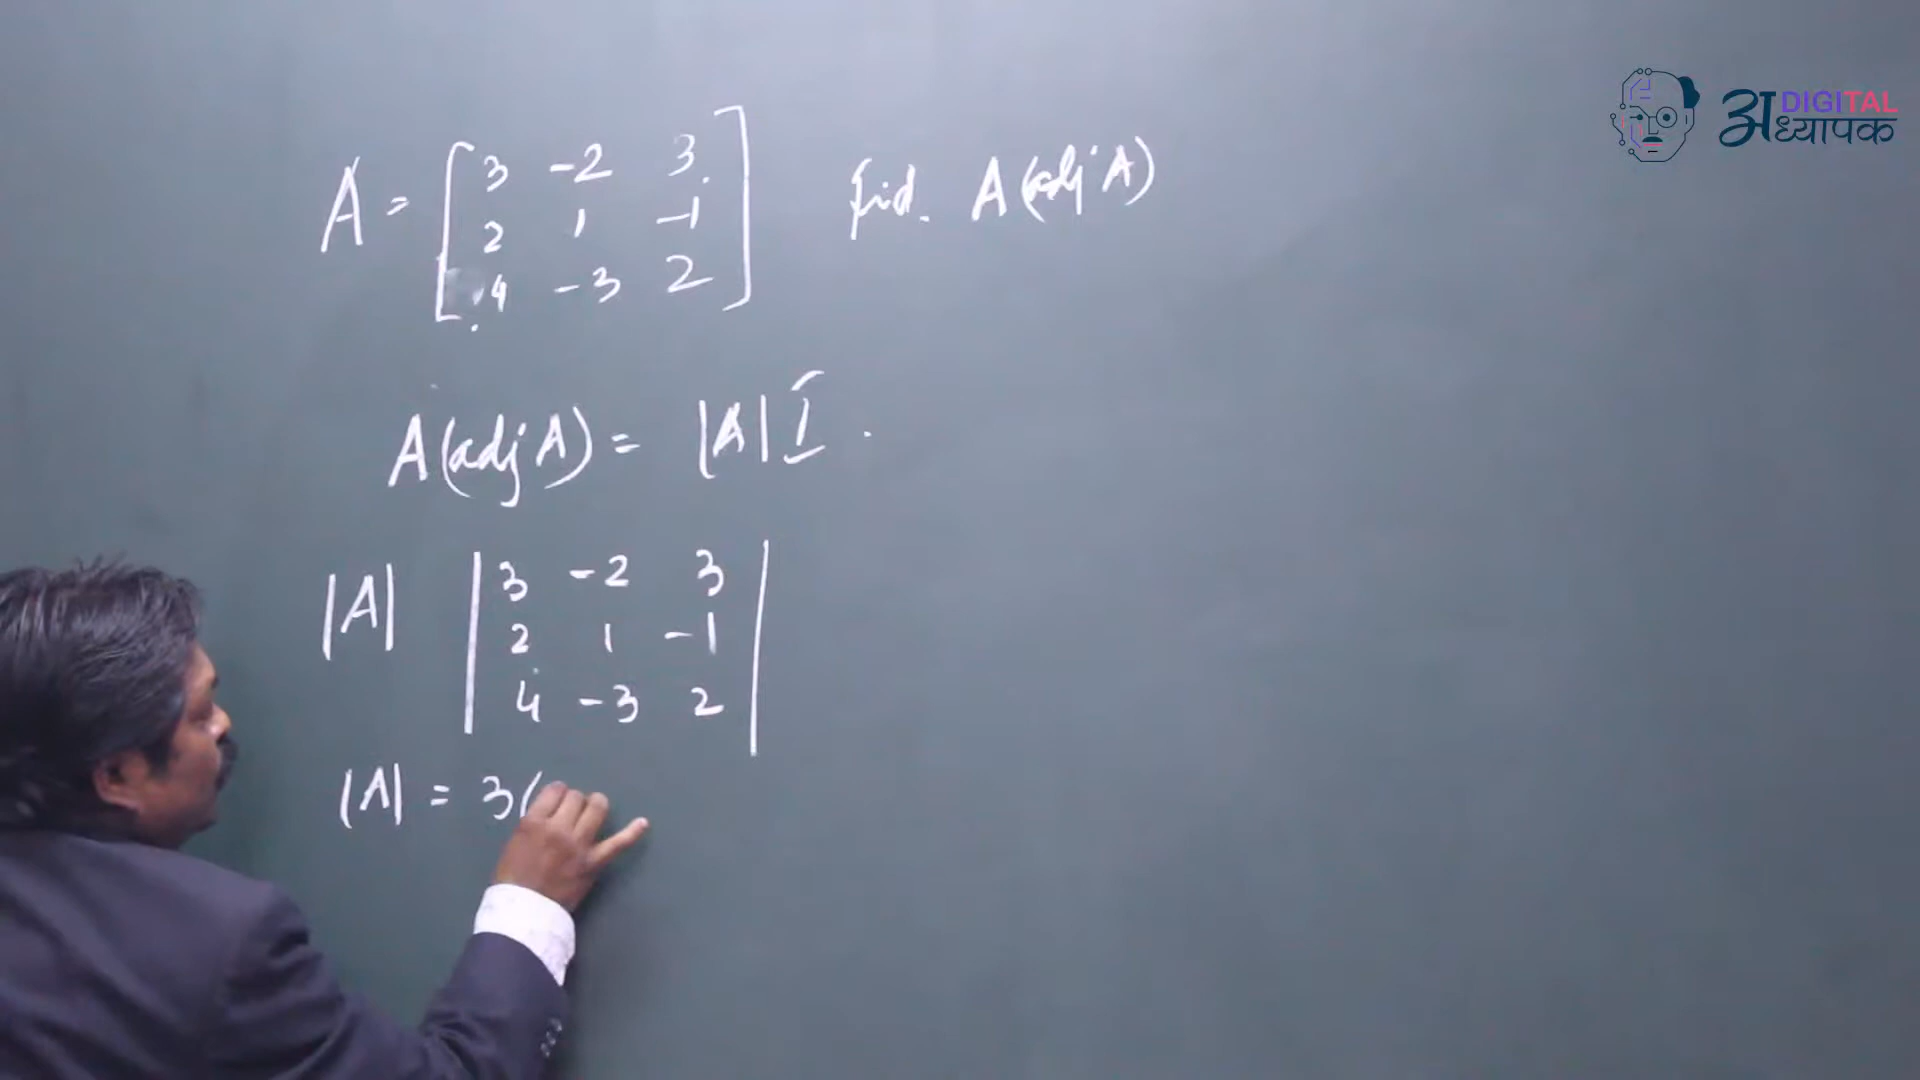 DIGITAL
अध्यापक
A = [ 3 -2 3 find. A(adj A)
2 1 -1
4 -3 2 ]
A(adj A) = |A| I .
|A| | 3 -2 3 |
2 1 -1
4 -3 2
|A| = 3(